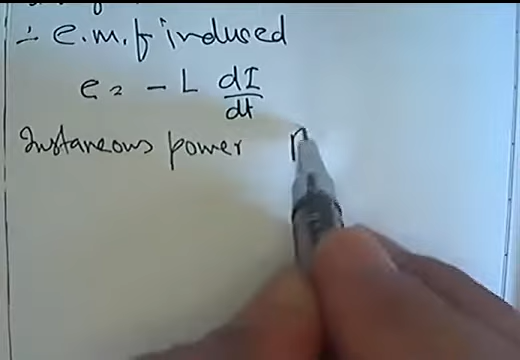 ∴ e.m.f induced
e = - L dI/dt
Instaneous power